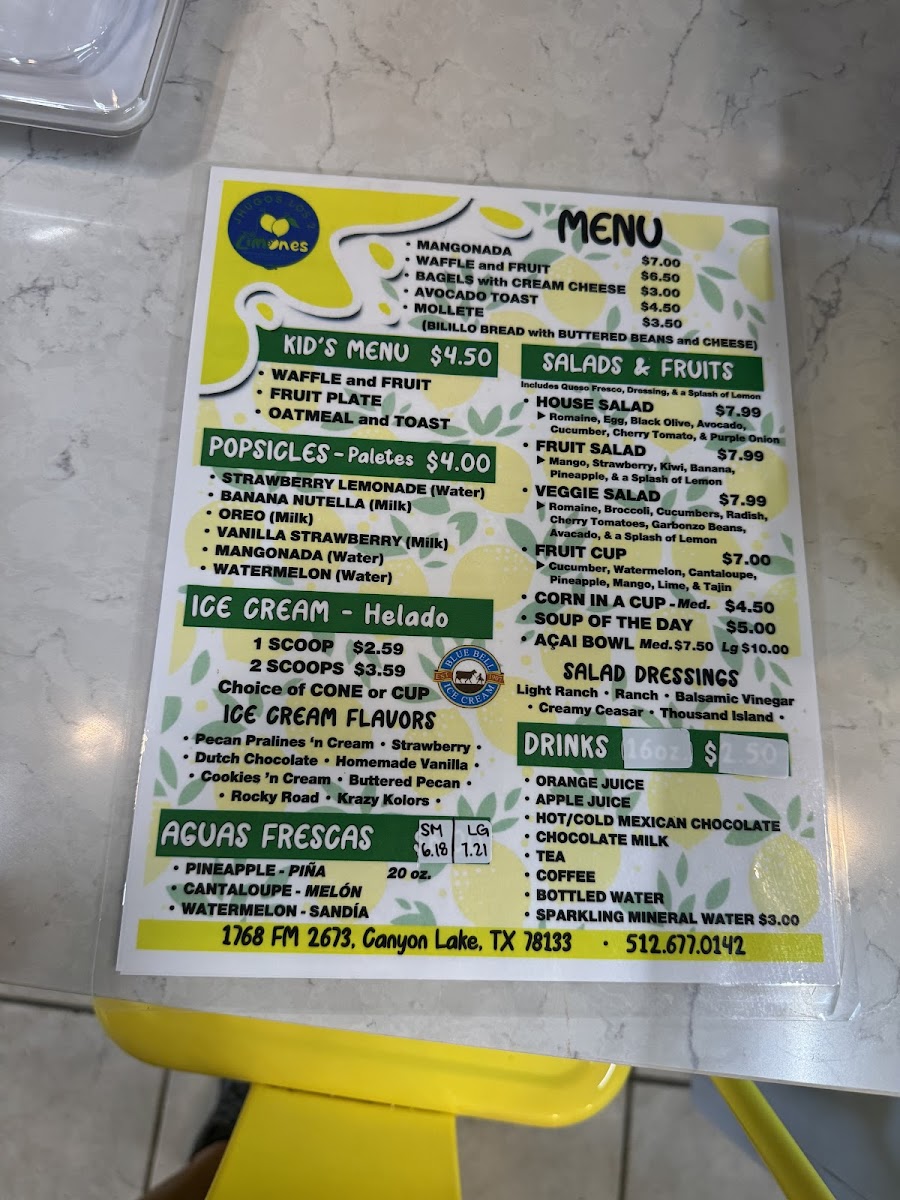 JHUGOS LOS
Limones
MENU
• MANGONADA $7.00
• WAFFLE and FRUIT $6.50
• BAGELS with CREAM CHEESE $3.00
• AVOCADO TOAST $4.50
• MOLLETE $3.50
(BILILLO BREAD with BUTTERED BEANS and CHEESE)
KID'S MENU $4.50
• WAFFLE and FRUIT
• FRUIT PLATE
• OATMEAL and TOAST
POPSICLES - Paletes $4.00
• STRAWBERRY LEMONADE (Water)
• BANANA NUTELLA (Milk)
• OREO (Milk)
• VANILLA STRAWBERRY (Milk)
• MANGONADA (Water)
• WATERMELON (Water)
ICE CREAM - Helado
1 SCOOP $2.59
2 SCOOPS $3.59
Choice of CONE or CUP
BLUE BELL
ICE CREAM
ICE CREAM FLAVORS
• Pecan Pralines 'n Cream • Strawberry •
• Dutch Chocolate • Homemade Vanilla •
• Cookies 'n Cream • Buttered Pecan •
• Rocky Road • Krazy Kolors •
AGUAS FRESCAS
SM LG
6.18 7.21
• PINEAPPLE - PIÑA 20 oz.
• CANTALOUPE - MELÓN
• WATERMELON - SANDÍA
SALADS & FRUITS
Includes Queso Fresco, Dressing, & a Splash of Lemon
• HOUSE SALAD $7.99
▶ Romaine, Egg, Black Olive, Avocado,
Cucumber, Cherry Tomato, & Purple Onion
• FRUIT SALAD $7.99
▶ Mango, Strawberry, Kiwi, Banana,
Pineapple, & a Splash of Lemon
• VEGGIE SALAD $7.99
▶ Romaine, Broccoli, Cucumbers, Radish,
Cherry Tomatoes, Garbonzo Beans,
Avacado, & a Splash of Lemon
• FRUIT CUP $7.00
▶ Cucumber, Watermelon, Cantaloupe,
Pineapple, Mango, Lime, & Tajin
• CORN IN A CUP - Med. $4.50
• SOUP OF THE DAY $5.00
• AÇAI BOWL Med. $7.50 Lg $10.00
SALAD DRESSINGS
Light Ranch • Ranch • Balsamic Vinegar
• Creamy Ceasar • Thousand Island •
DRINKS 16oz $2.50
• ORANGE JUICE
• APPLE JUICE
• HOT/COLD MEXICAN CHOCOLATE
• CHOCOLATE MILK
• TEA
• COFFEE
• BOTTLED WATER
• SPARKLING MINERAL WATER $3.00
1768 FM 2673, Canyon Lake, TX 78133 • 512.677.0142